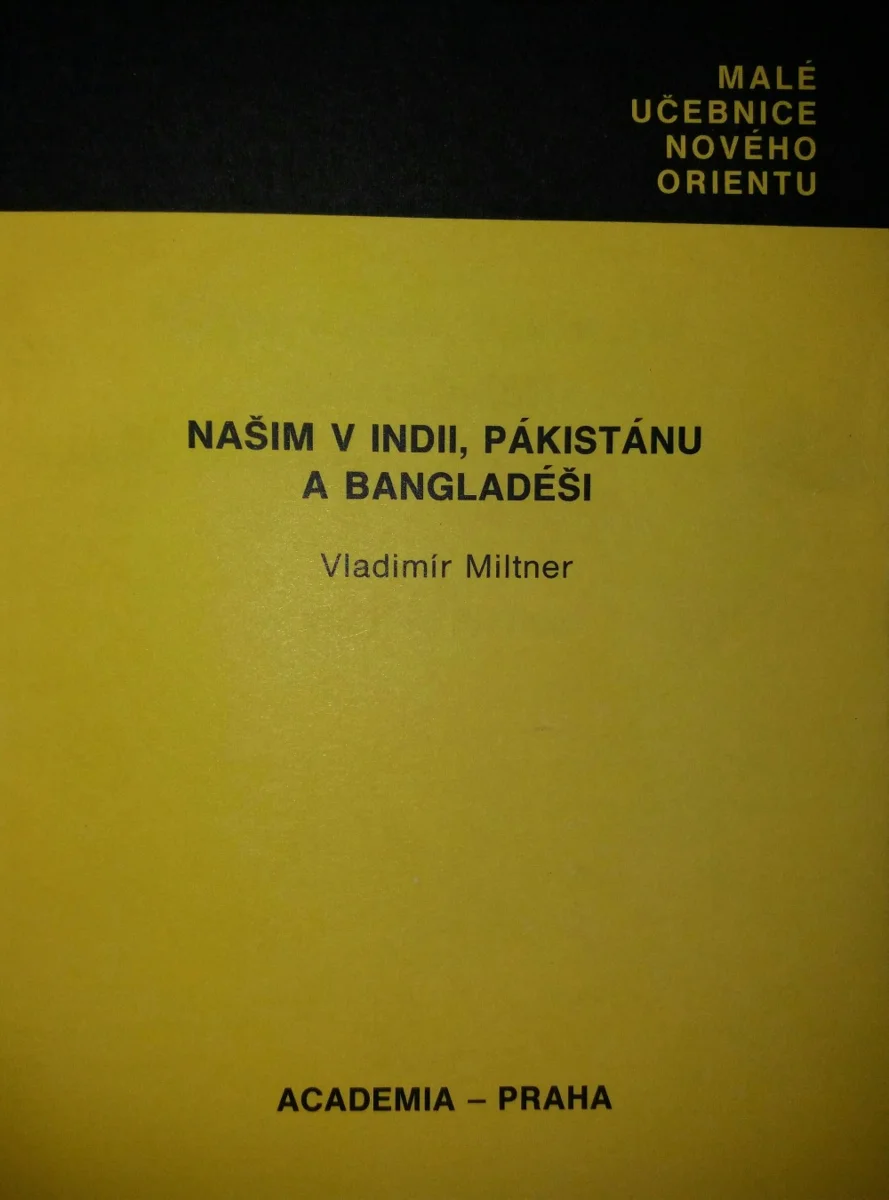 MALÉ
UČEBNICE
NOVÉHO
ORIENTU
NAŠIM V INDII, PÁKISTÁNU
A BANGLADÉŠI
Vladimír Miltner
ACADEMIA – PRAHA